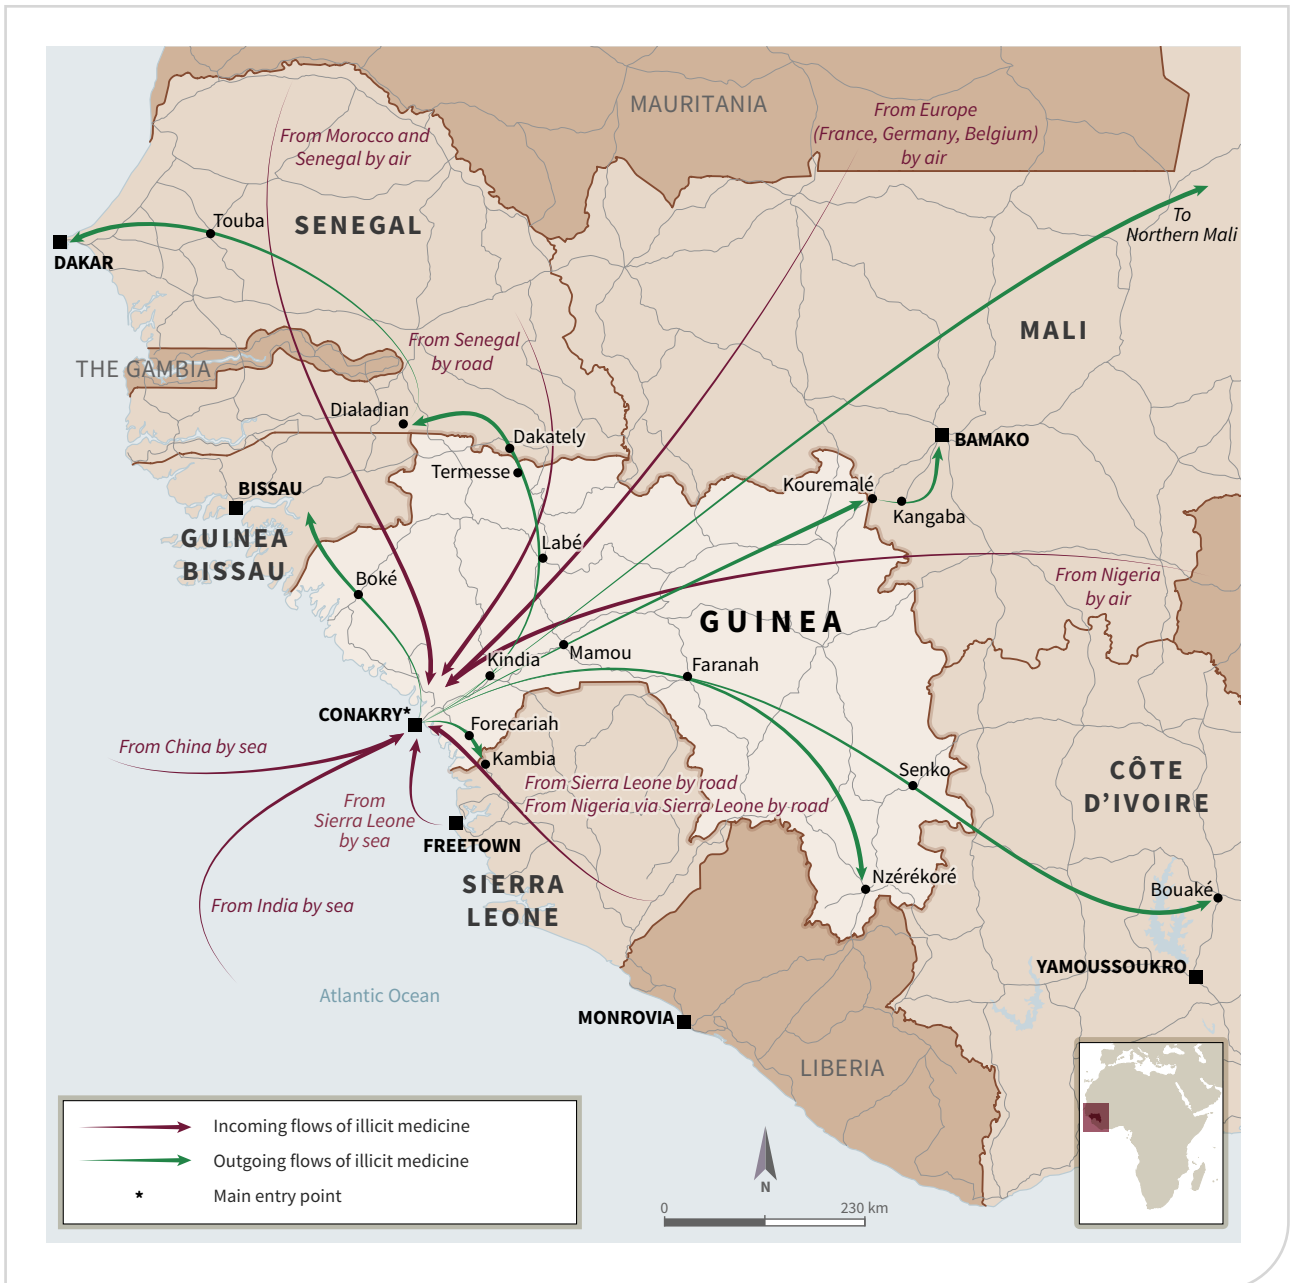 MAURITANIA
From Europe
(France, Germany, Belgium)
by air
From Morocco and
Senegal by air
Touba
SENEGAL
To
Northern Mali
DAKAR
MALI
From Senegal
by road
THE GAMBIA
Dialadian
Dakately
BAMAKO
Termesse
Kouremalé
BISSAU
Kangaba
GUINEA
BISSAU
Labé
Boké
From Nigeria
by air
GUINEA
Kindia
Mamou
Faranah
CONAKRY*
Forecariah
From China by sea
Kambia
Senko
CÔTE
D'IVOIRE
From Sierra Leone by road
From Nigeria via Sierra Leone by road
From
Sierra Leone
by sea
FREETOWN
SIERRA
LEONE
Nzérékoré
Bouaké
From India by sea
YAMOUSSOUKRO
Atlantic Ocean
MONROVIA
LIBERIA
Incoming flows of illicit medicine
Outgoing flows of illicit medicine
* Main entry point
N
0 230 km